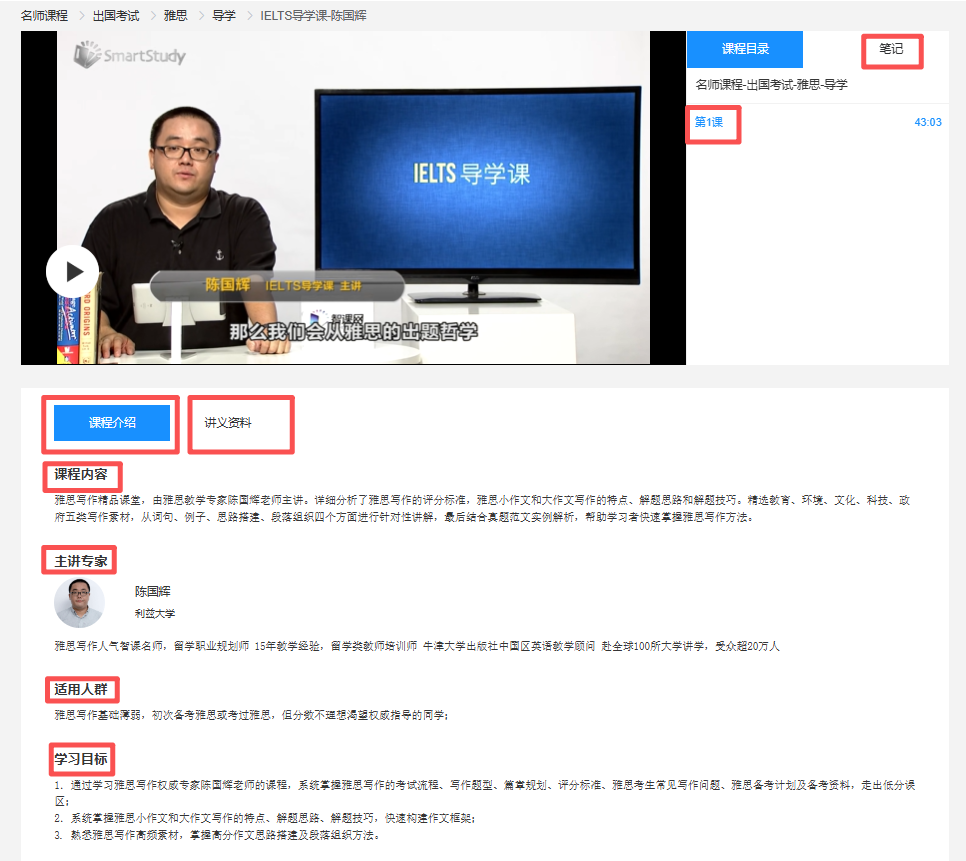 名师课程 > 出国考试 > 雅思 > 导学 > IELTS导学课-陈国辉
SmartStudy
IELTS 导学课
陈国辉 IELTS导学课 主讲
智课网
那么我们会从雅思的出题哲学
ORIGINS
课程目录
笔记
名师课程-出国考试-雅思-导学
第1课 43:03
课程介绍
讲义资料
课程内容
雅思写作精品课堂，由雅思教学专家陈国辉老师主讲。详细分析了雅思写作的评分标准，雅思小作文和大作文写作的特点、解题思路和解题技巧。精选教育、环境、文化、科技、政
府五类写作素材，从词句、例子、思路搭建、段落组织四个方面进行针对性讲解，最后结合真题范文实例解析，帮助学习者快速掌握雅思写作方法。
主讲专家
陈国辉
利兹大学
雅思写作人气智课名师，留学职业规划师 15年教学经验，留学类教师培训师 牛津大学出版社中国区英语教学顾问 赴全球100所大学讲学，受众超20万人
适用人群
雅思写作基础薄弱，初次备考雅思或考过雅思，但分数不理想渴望权威指导的同学；
学习目标
1. 通过学习雅思写作权威专家陈国辉老师的课程，系统掌握雅思写作的考试流程、写作题型、篇章规划、评分标准、雅思考生常见写作问题、雅思备考计划及备考资料，走出低分误
区；
2. 系统掌握雅思小作文和大作文写作的特点、解题思路、解题技巧，快速构建作文框架；
3. 熟悉雅思写作高频素材，掌握高分作文思路搭建及段落组织方法。